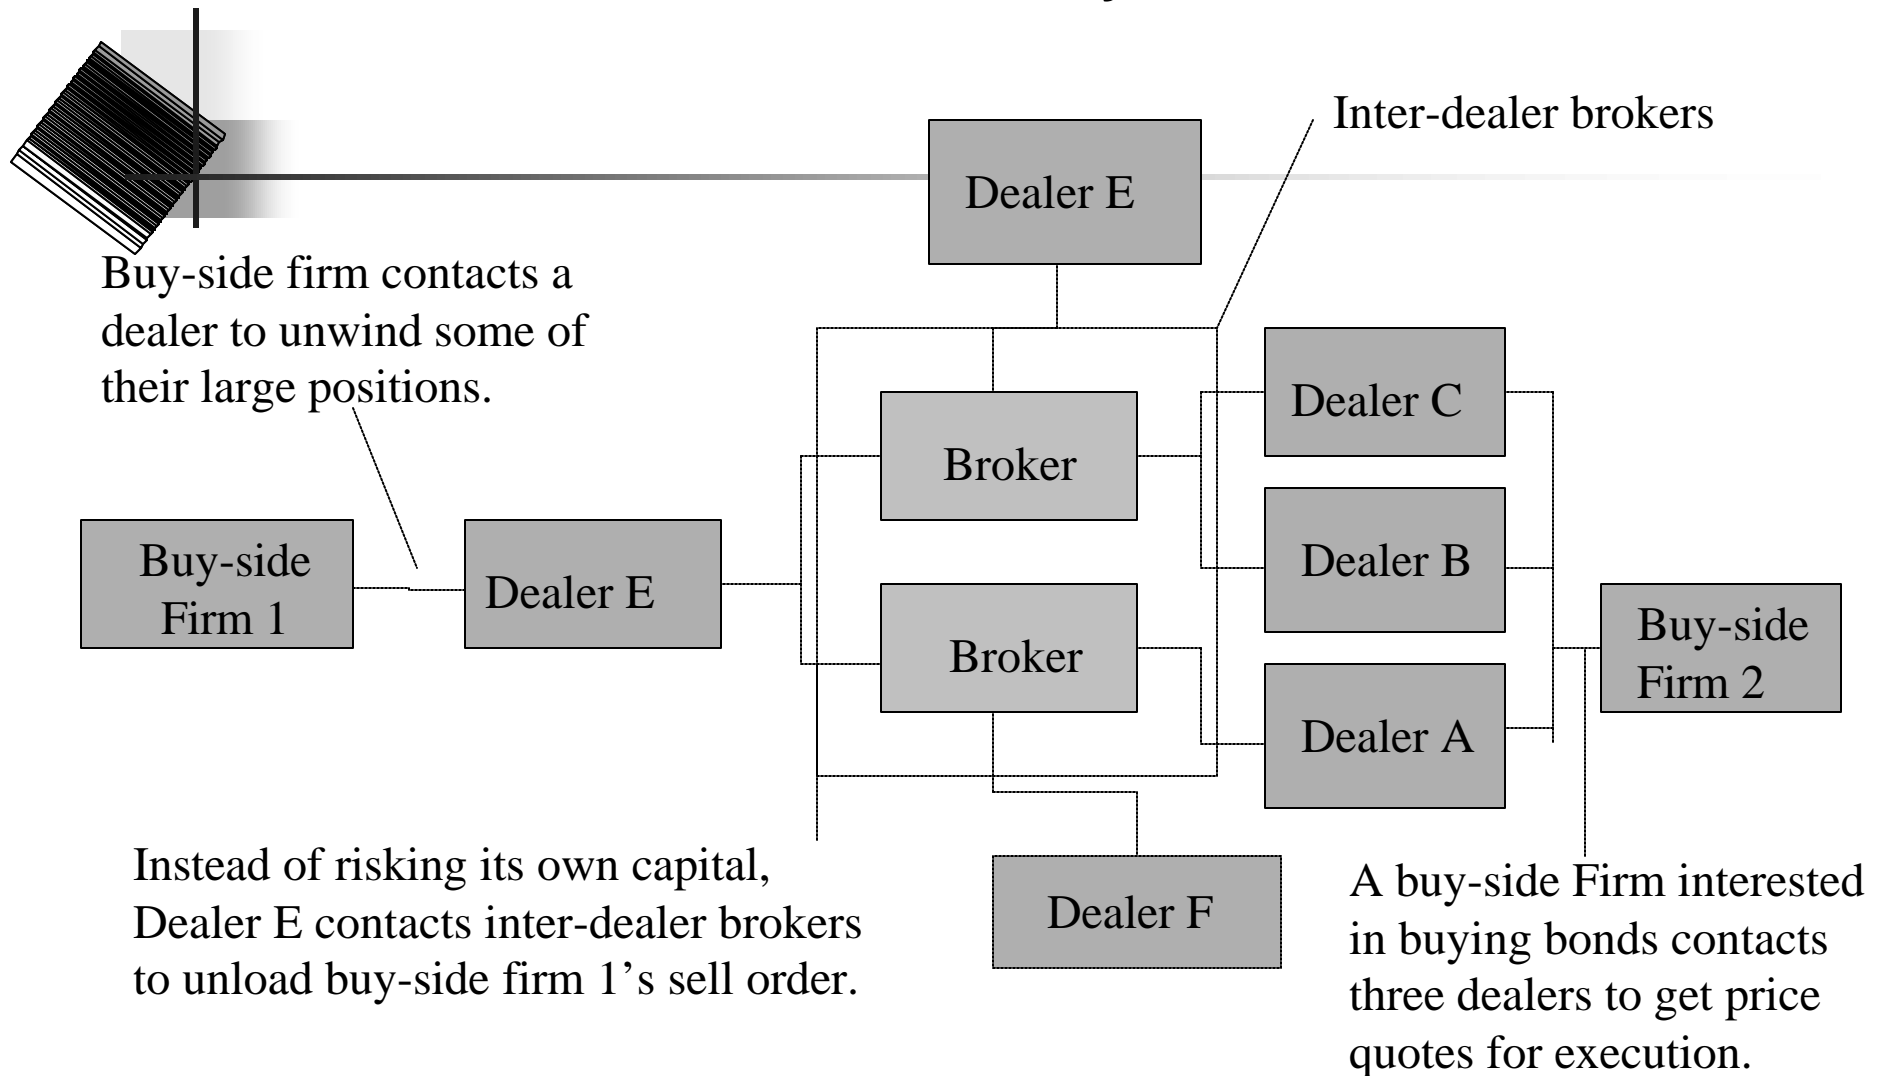 Inter-dealer brokers
Dealer E
Buy-side firm contacts a
dealer to unwind some of
their large positions.
Dealer C
Broker
Buy-side
Firm 1
Dealer E
Dealer B
Broker
Buy-side
Firm 2
Dealer A
Instead of risking its own capital,
Dealer E contacts inter-dealer brokers
to unload buy-side firm 1’s sell order.
Dealer F
A buy-side Firm interested
in buying bonds contacts
three dealers to get price
quotes for execution.